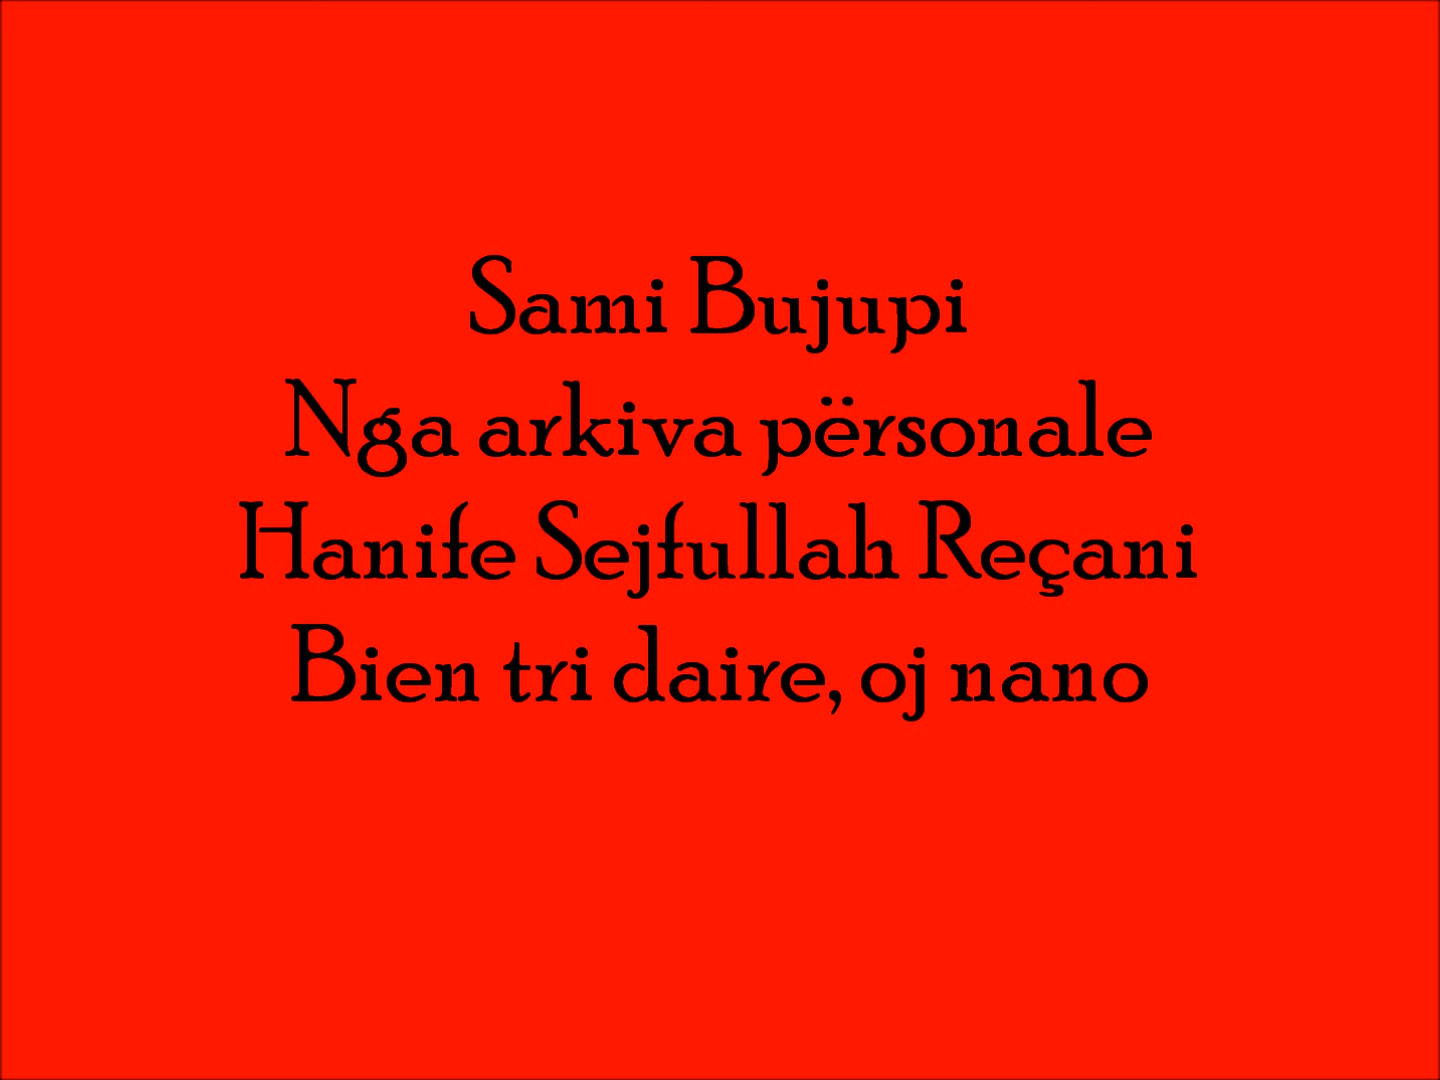 Sami Bujupi
Nga arkiva përsonale
Hanife Sejfullah Reçani
Bien tri daire, oj nano